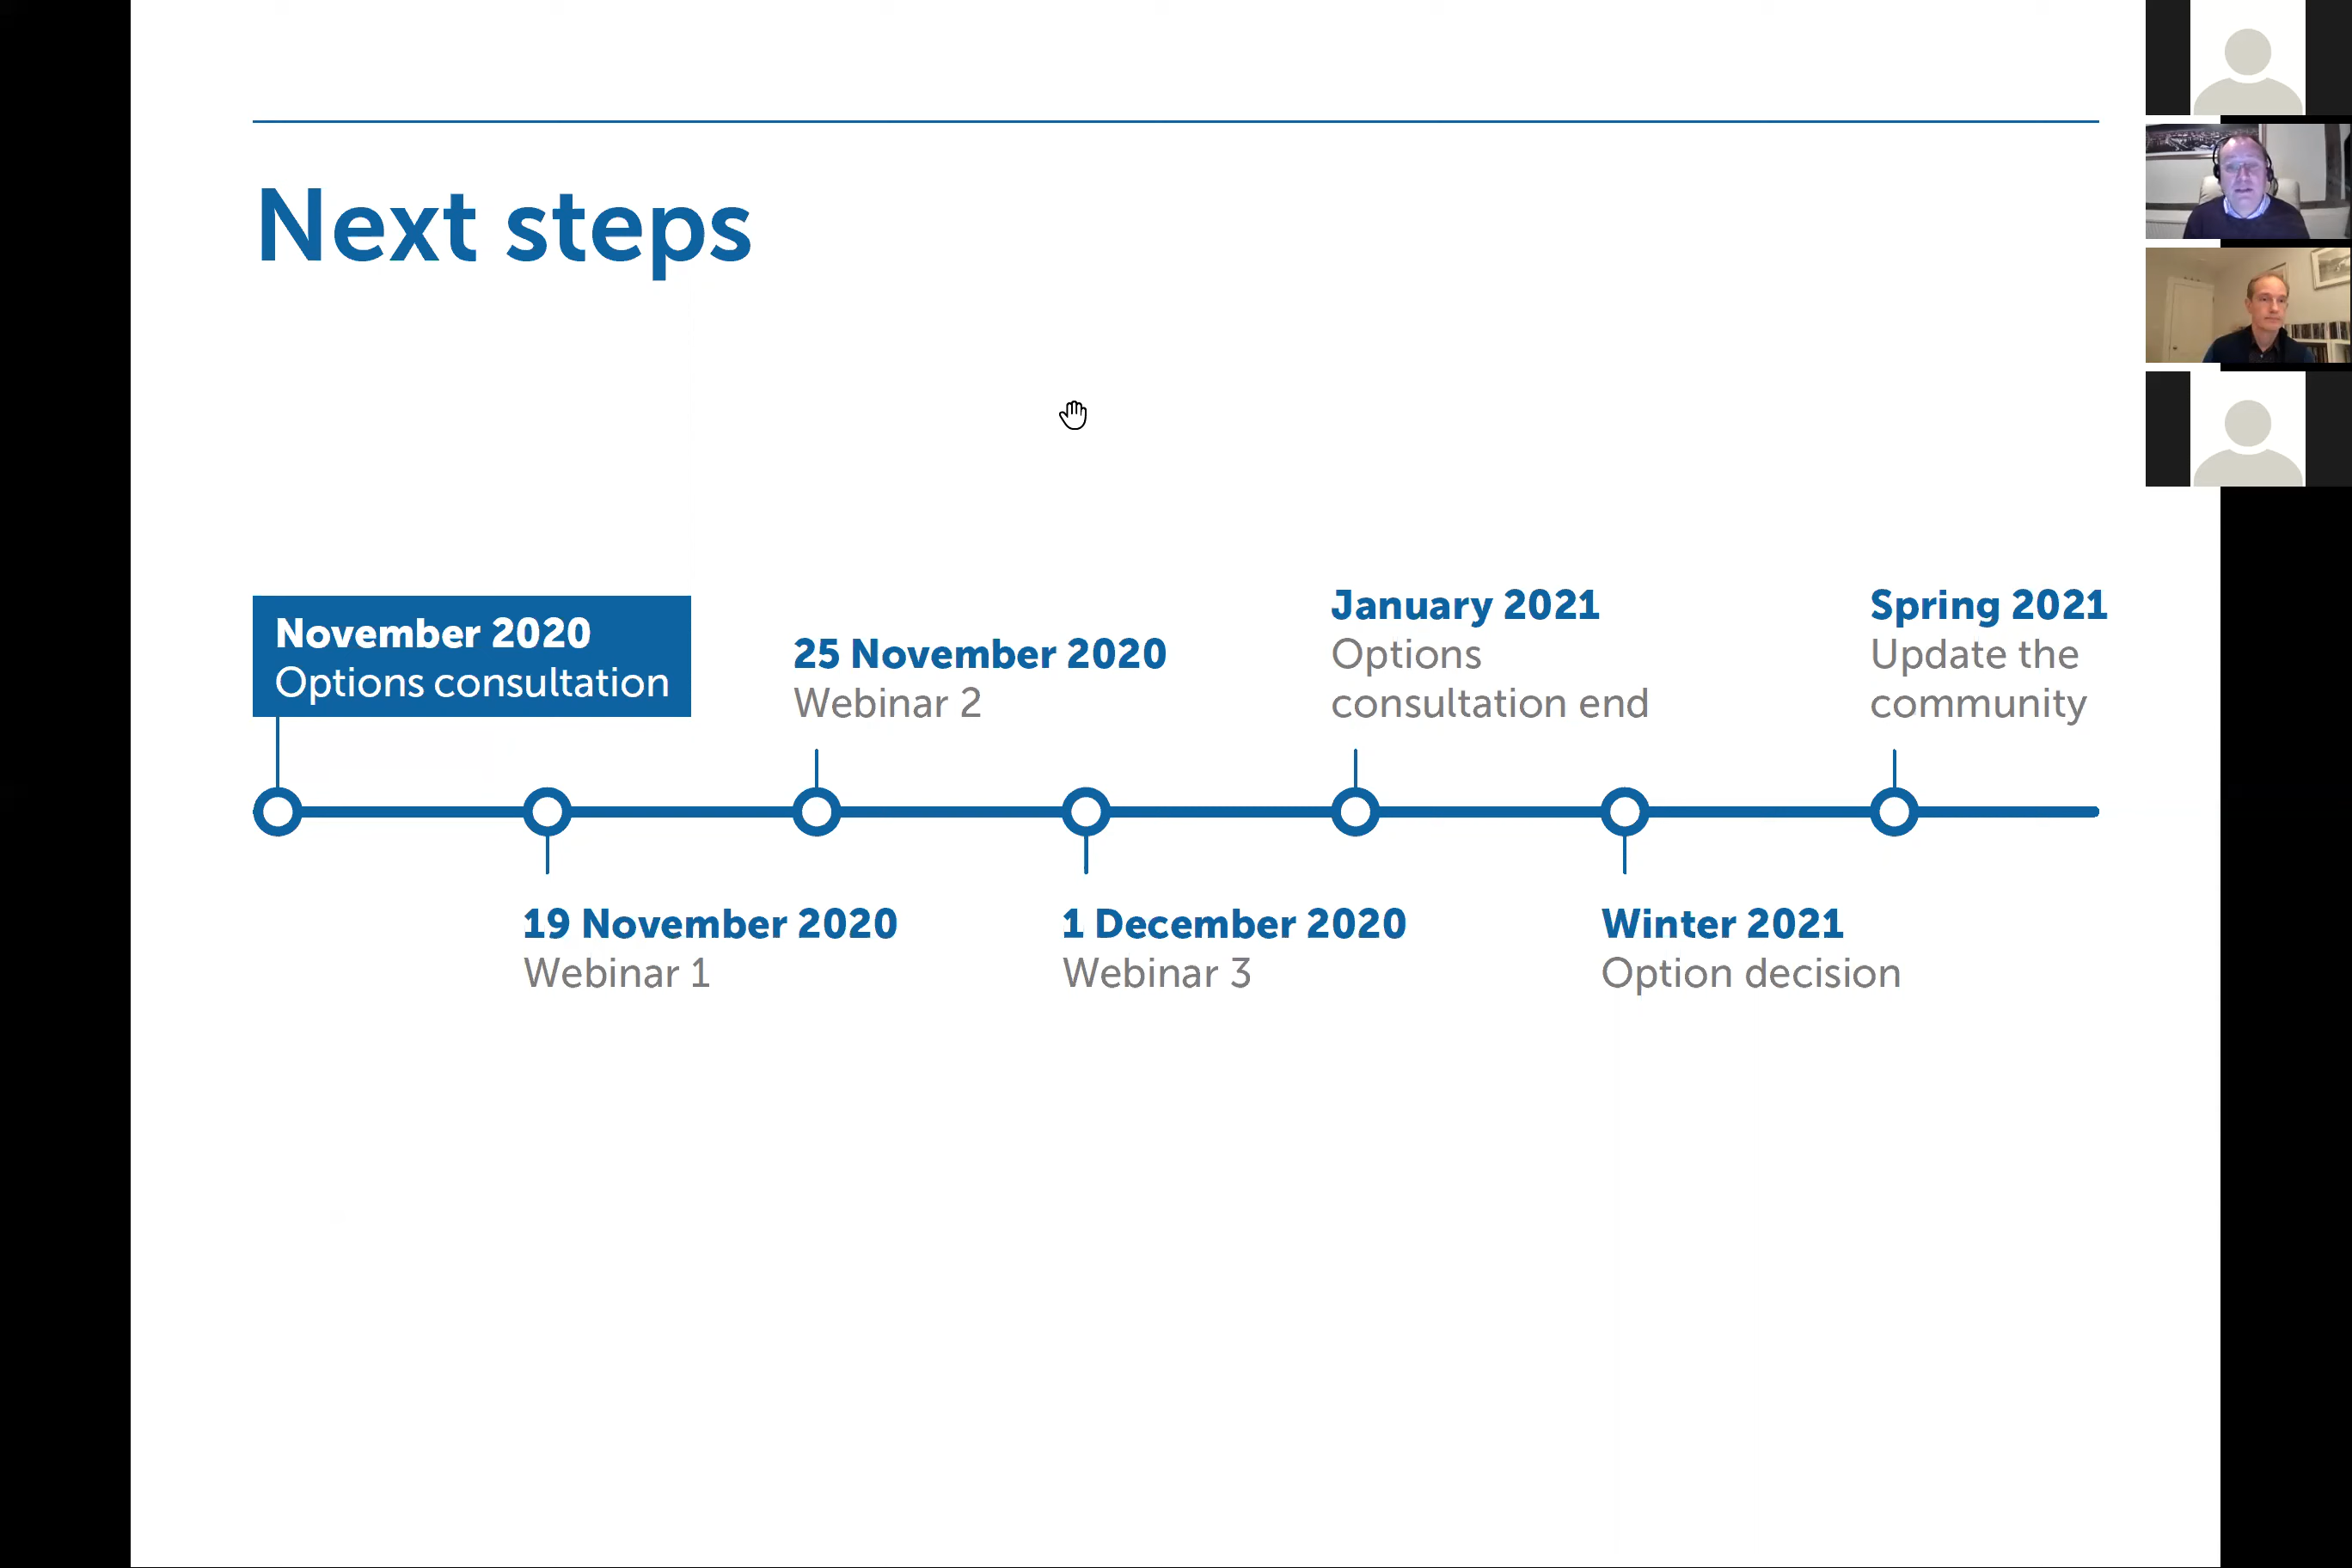 Next steps
November 2020
Options consultation
19 November 2020
Webinar 1
25 November 2020
Webinar 2
1 December 2020
Webinar 3
January 2021
Options
consultation end
Winter 2021
Option decision
Spring 2021
Update the
community